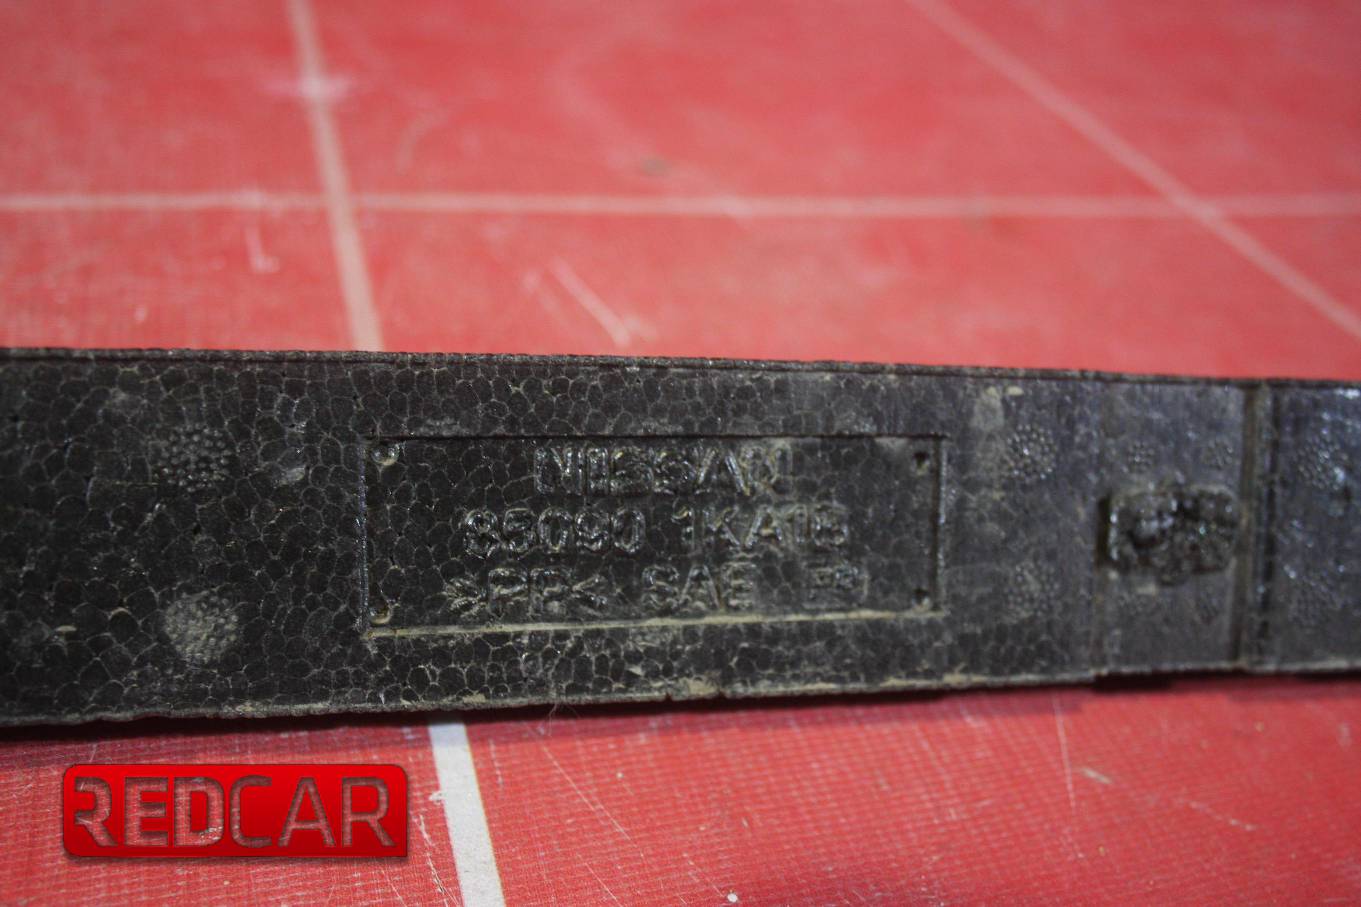 NISSAN
85090 1KA1B
>PP< SAE
REDCAR